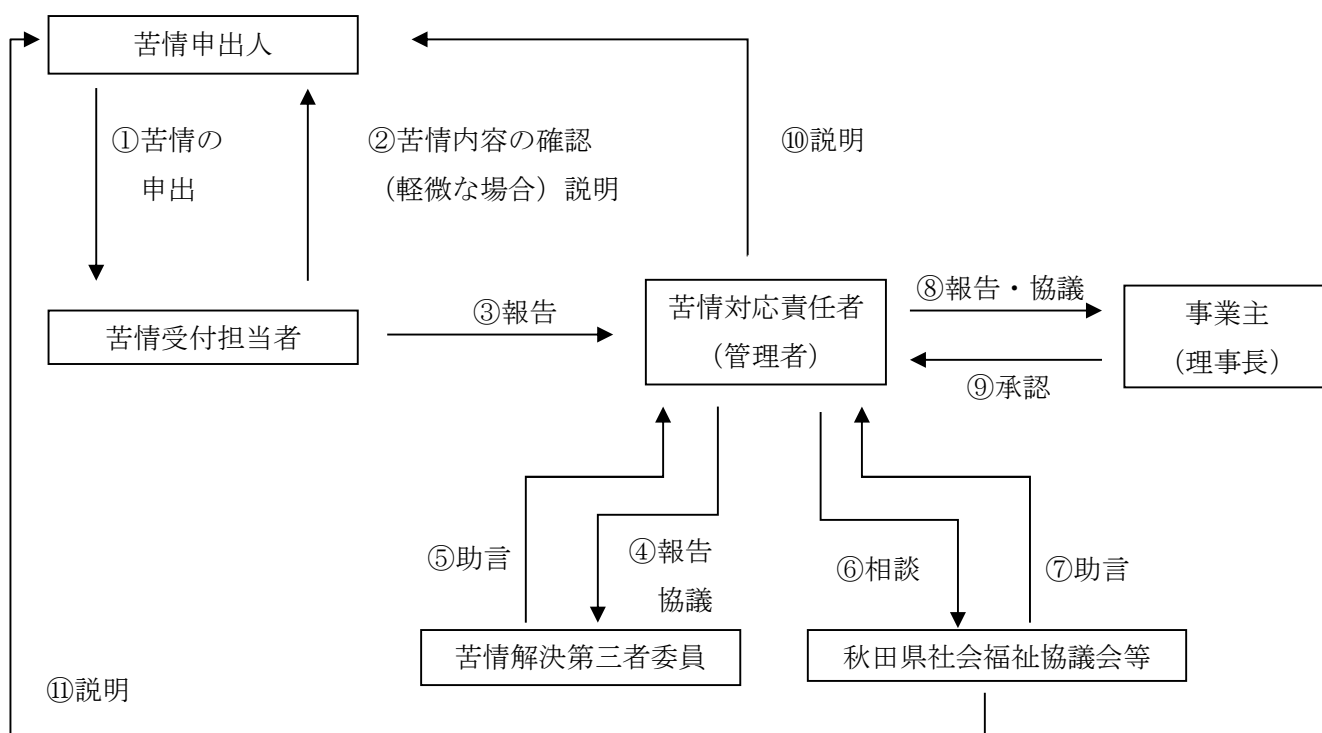 苦情申出人
①苦情の
申出
②苦情内容の確認
(軽微な場合)説明
⑩説明
苦情受付担当者
③報告
苦情対応責任者
(管理者)
⑧報告・協議
⑨承認
事業主
(理事長)
⑤助言
④報告
協議
⑥相談
⑦助言
苦情解決第三者委員
秋田県社会福祉協議会等
⑪説明